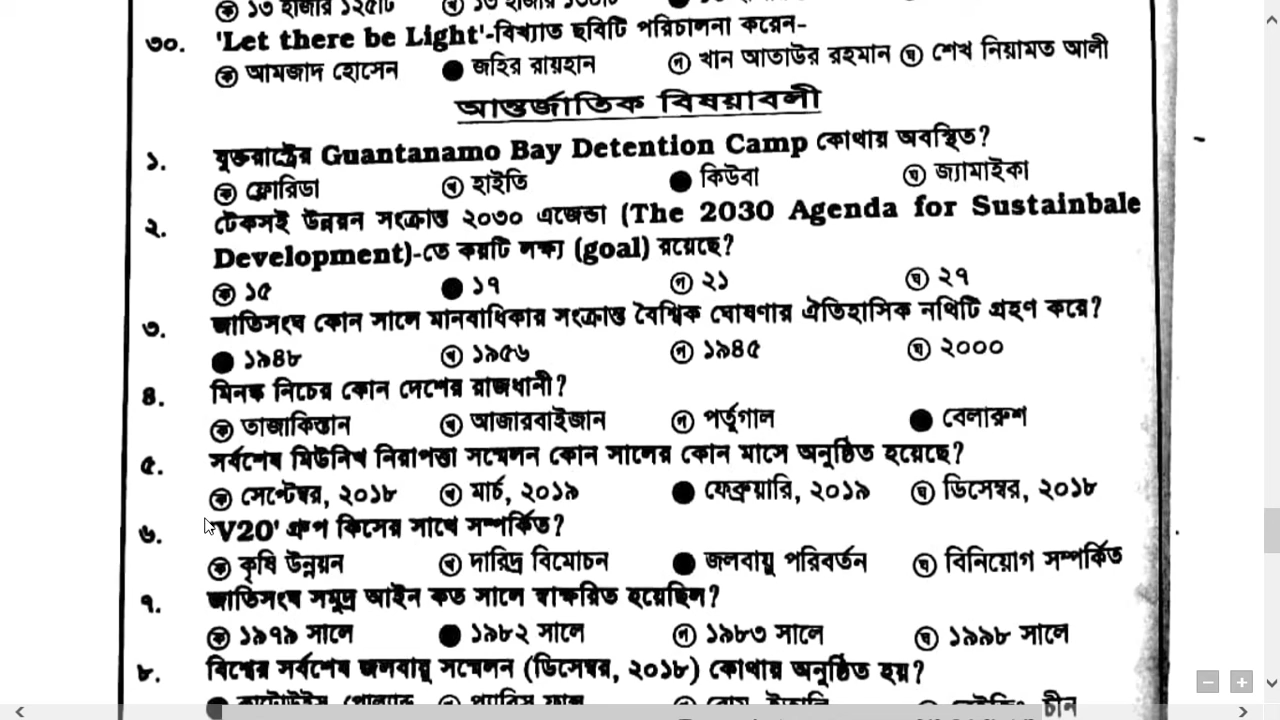 ৩০. 'Let there be Light'-বিখ্যাত ছবিটি পরিচালনা করেন-
ক আমজাদ হোসেন ● জহির রায়হান গ খান আতাউর রহমান ঘ শেখ নিয়ামত আলী
আন্তর্জাতিক বিষয়াবলী
১. যুক্তরাষ্ট্রের Guantanamo Bay Detention Camp কোথায় অবস্থিত?
ক ফ্লোরিডা খ হাইতি ● কিউবা ঘ জ্যামাইকা
২. টেকসই উন্নয়ন সংক্রান্ত ২০৩০ এজেন্ডা (The 2030 Agenda for Sustainbale
Development)-তে কয়টি লক্ষ্য (goal) রয়েছে?
ক ১৫ ● ১৭ গ ২১ ঘ ২৭
৩. জাতিসংঘ কোন সালে মানবাধিকার সংক্রান্ত বৈশ্বিক ঘোষণার ঐতিহাসিক নথিটি গ্রহণ করে?
● ১৯৪৮ খ ১৯৫৬ গ ১৯৪৫ ঘ ২০০০
৪. মিনস্ক নিচের কোন দেশের রাজধানী?
ক তাজাকিস্তান খ আজারবাইজান গ পর্তুগাল ● বেলারুশ
৫. সর্বশেষ মিউনিখ নিরাপত্তা সম্মেলন কোন সালের কোন মাসে অনুষ্ঠিত হয়েছে?
ক সেপ্টেম্বর, ২০১৮ খ মার্চ, ২০১৯ ● ফেব্রুয়ারি, ২০১৯ ঘ ডিসেম্বর, ২০১৮
৬. 'V20' গ্রুপ কিসের সাথে সম্পর্কিত?
ক কৃষি উন্নয়ন খ দারিদ্র বিমোচন ● জলবায়ু পরিবর্তন ঘ বিনিয়োগ সম্পর্কিত
৭. জাতিসংঘ সমুদ্র আইন কত সালে স্বাক্ষরিত হয়েছিল?
ক ১৯৭৯ সালে ● ১৯৮২ সালে গ ১৯৮৩ সালে ঘ ১৯৯৮ সালে
৮. বিশ্বের সর্বশেষ জলবায়ু সম্মেলন (ডিসেম্বর, ২০১৮) কোথায় অনুষ্ঠিত হয়?
চীন